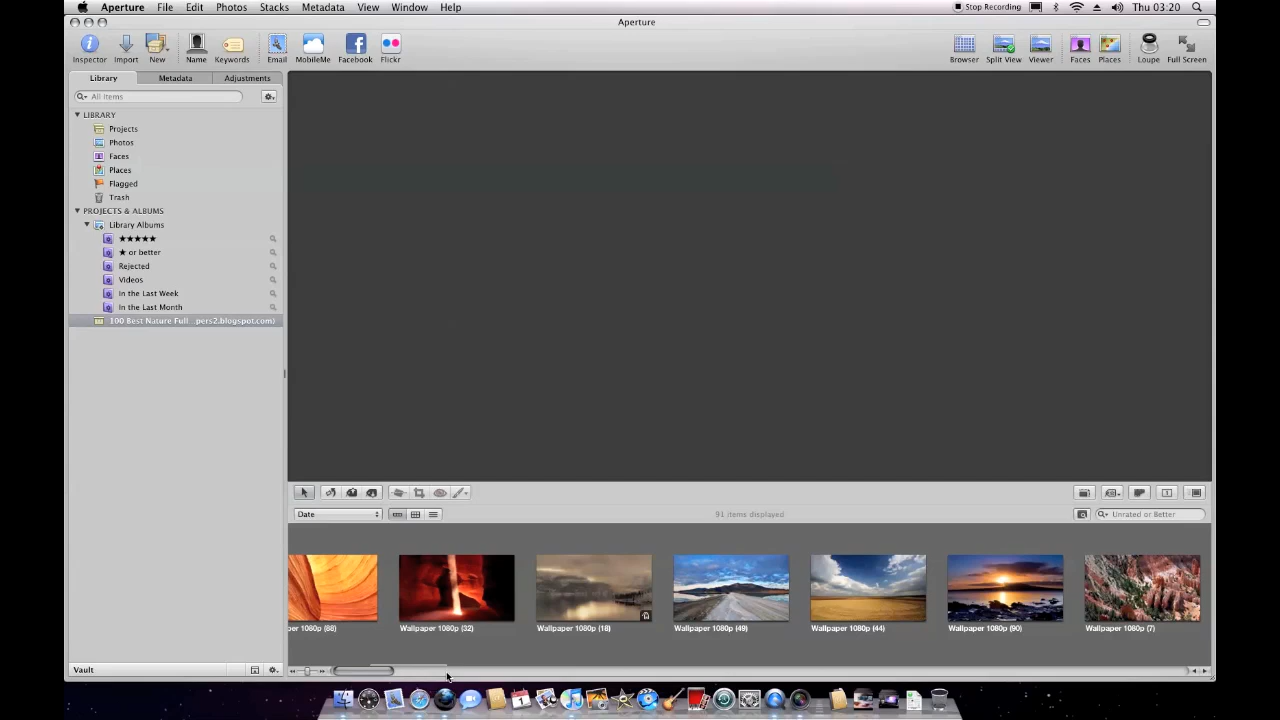 Aperture File Edit Photos Stacks Metadata View Window Help Stop Recording Thu 03:20
Aperture
Inspector Import New Name Keywords Email MobileMe Facebook Flickr Browser Split View Viewer Faces Places Loupe Full Screen
Library Metadata Adjustments
All Items
LIBRARY
Projects
Photos
Faces
Places
Flagged
Trash
PROJECTS & ALBUMS
Library Albums
★★★★★
★ or better
Rejected
Videos
In the Last Week
In the Last Month
100 Best Nature Full pers2.blogspot.com)
Date 91 items displayed Unrated or Better
per 1080p (88) Wallpaper 1080p (32) Wallpaper 1080p (18) Wallpaper 1080p (49) Wallpaper 1080p (44) Wallpaper 1080p (90) Wallpaper 1080p (7)
Vault